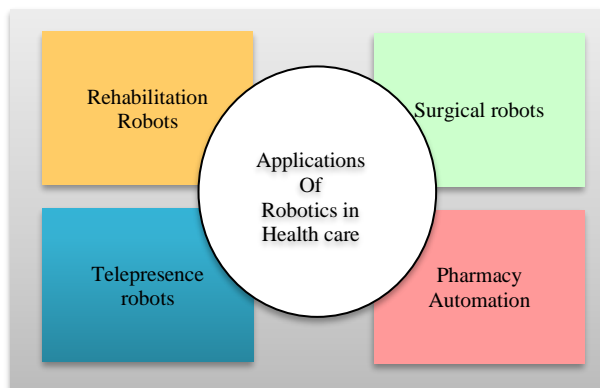 Rehabilitation
Robots
Surgical robots
Applications
Of
Robotics in
Health care
Telepresence
robots
Pharmacy
Automation